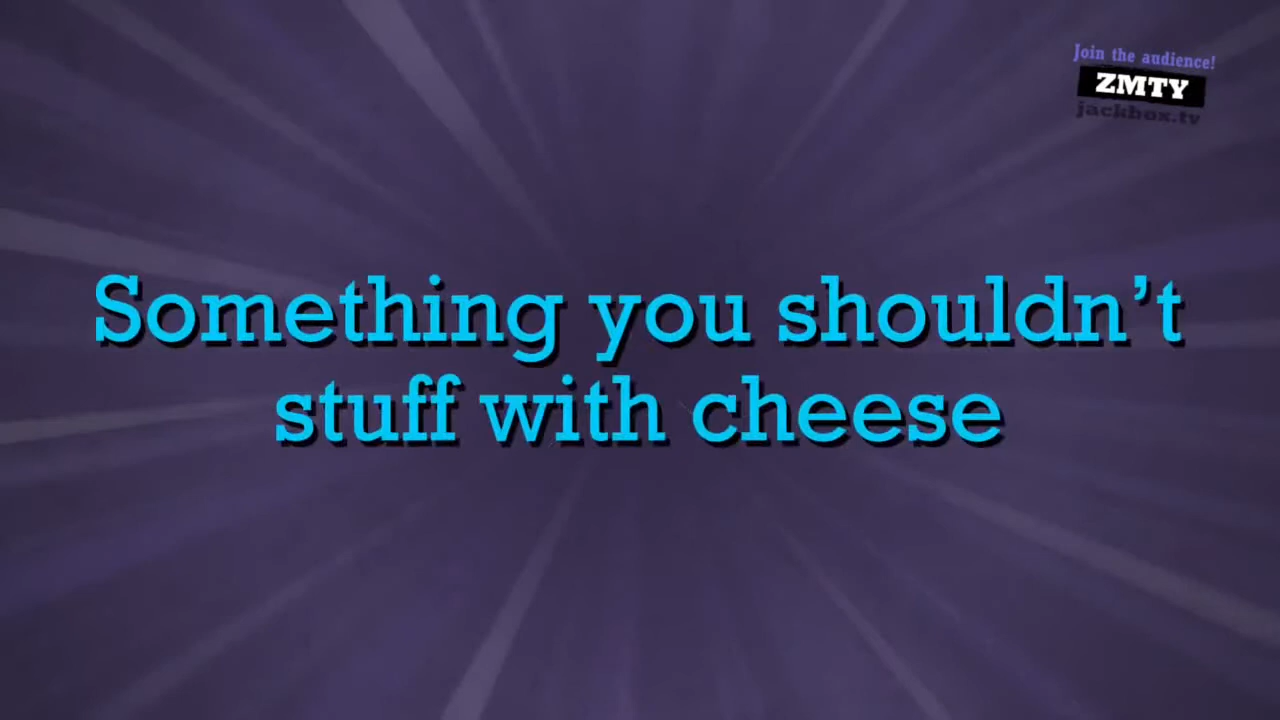 Join the audience!
ZMTY
jackbox.tv
Something you shouldn't
stuff with cheese